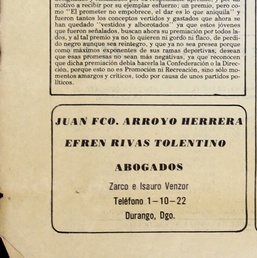 motivo a recibir por su ejemplar esfuerzo; un premio, pero co-
mo "El prometer no empobrece, el dar es lo que aniquila" y
fueron tantos los conceptos vertidos y gastados que ahora se
han quedado "vestidos y alborotados" ya que estos jóvenes
que fueron señalados, buscan ahora su premiación por todos la-
y, al tal premio ya no lo quieren ni gordo ni flaco, de perdi-
do negro aunque sea reintegro, y que ya no sea presea porque
como máximos exponentes de sus ramas deportivas, desean
que esas promesas no sean más negativas, ya que reconocen
que dicha premiación debía hacerla la Confederación o la Direc-
ción, porque esto no es Promoción ni Renovación, sino sólo mo-
mentos amargos y críticos, todo por causa de unos partidos po-
líticos.
JUAN FCO. ARROYO HERRERA
EFREN RIVAS TOLENTINO
ABOGADOS
Zarco e Isauro Venzor
Teléfono 1-10-22
Durango, Dgo.